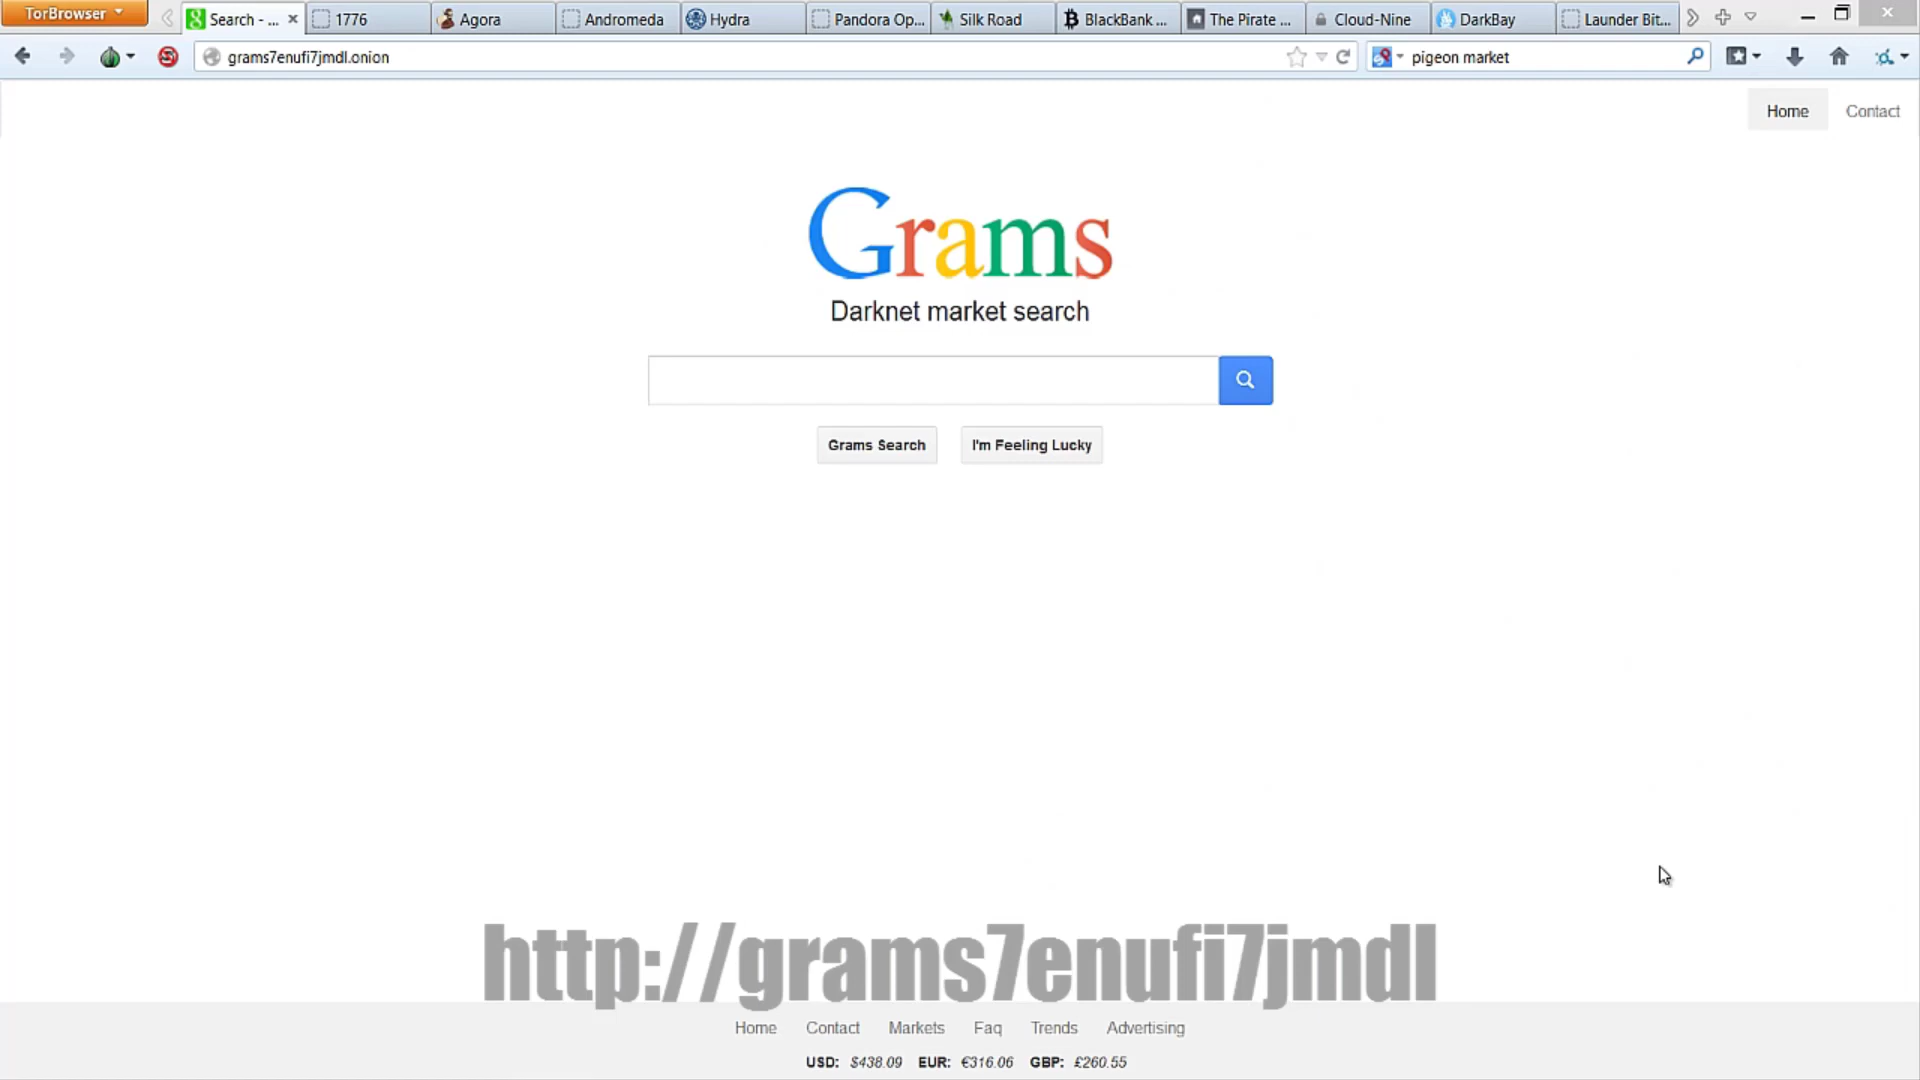 TorBrowser
Search - ...
1776
Agora
Andromeda
Hydra
Pandora Op...
Silk Road
BlackBank ...
The Pirate ...
Cloud-Nine
DarkBay
Launder Bit...
grams7enufi7jmdl.onion
pigeon market
Home Contact
Grams
Darknet market search
Grams Search
I'm Feeling Lucky
http://grams7enufi7jmdl
Home Contact Markets Faq Trends Advertising
USD: $438.09 EUR: €316.06 GBP: £260.55